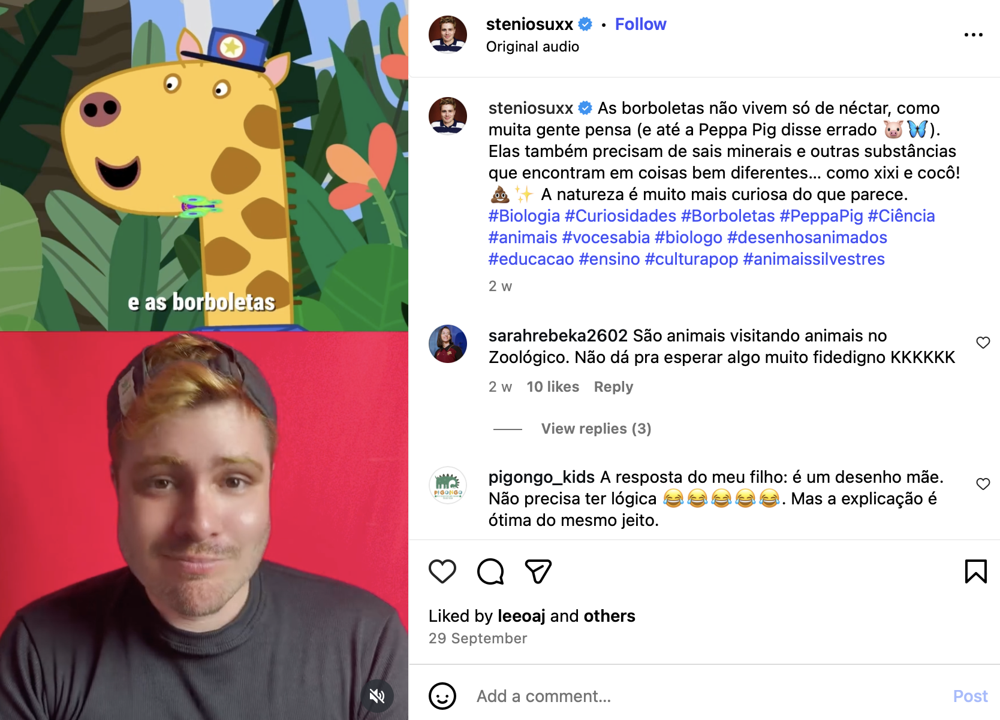 e as borboletas
steniosuxx • Follow
Original audio
steniosuxx As borboletas não vivem só de néctar, como
muita gente pensa (e até a Peppa Pig disse errado 🐷🦋).
Elas também precisam de sais minerais e outras substâncias
que encontram em coisas bem diferentes... como xixi e cocô!
💩✨ A natureza é muito mais curiosa do que parece.
#Biologia #Curiosidades #Borboletas #PeppaPig #Ciência
#animais #vocesabia #biologo #desenhosanimados
#educacao #ensino #culturapop #animaissilvestres
2 w
sarahrebeka2602 São animais visitando animais no
Zoológico. Não dá pra esperar algo muito fidedigno KKKKKK
2 w 10 likes Reply
View replies (3)
PIGONGO
pigongo_kids A resposta do meu filho: é um desenho mãe.
Não precisa ter lógica 😂😂😂😂😂. Mas a explicação é
ótima do mesmo jeito.
Liked by leeoaj and others
29 September
Add a comment...
Post